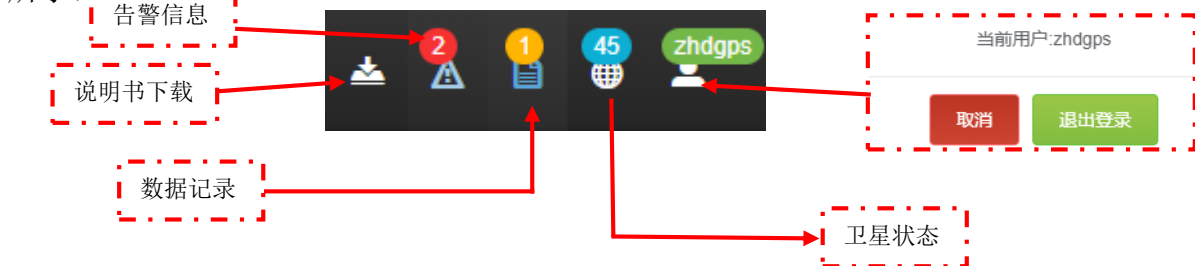 告警信息
2
1
45
zhdgps
当前用户:zhdgps
说明书下载
取消
退出登录
数据记录
卫星状态